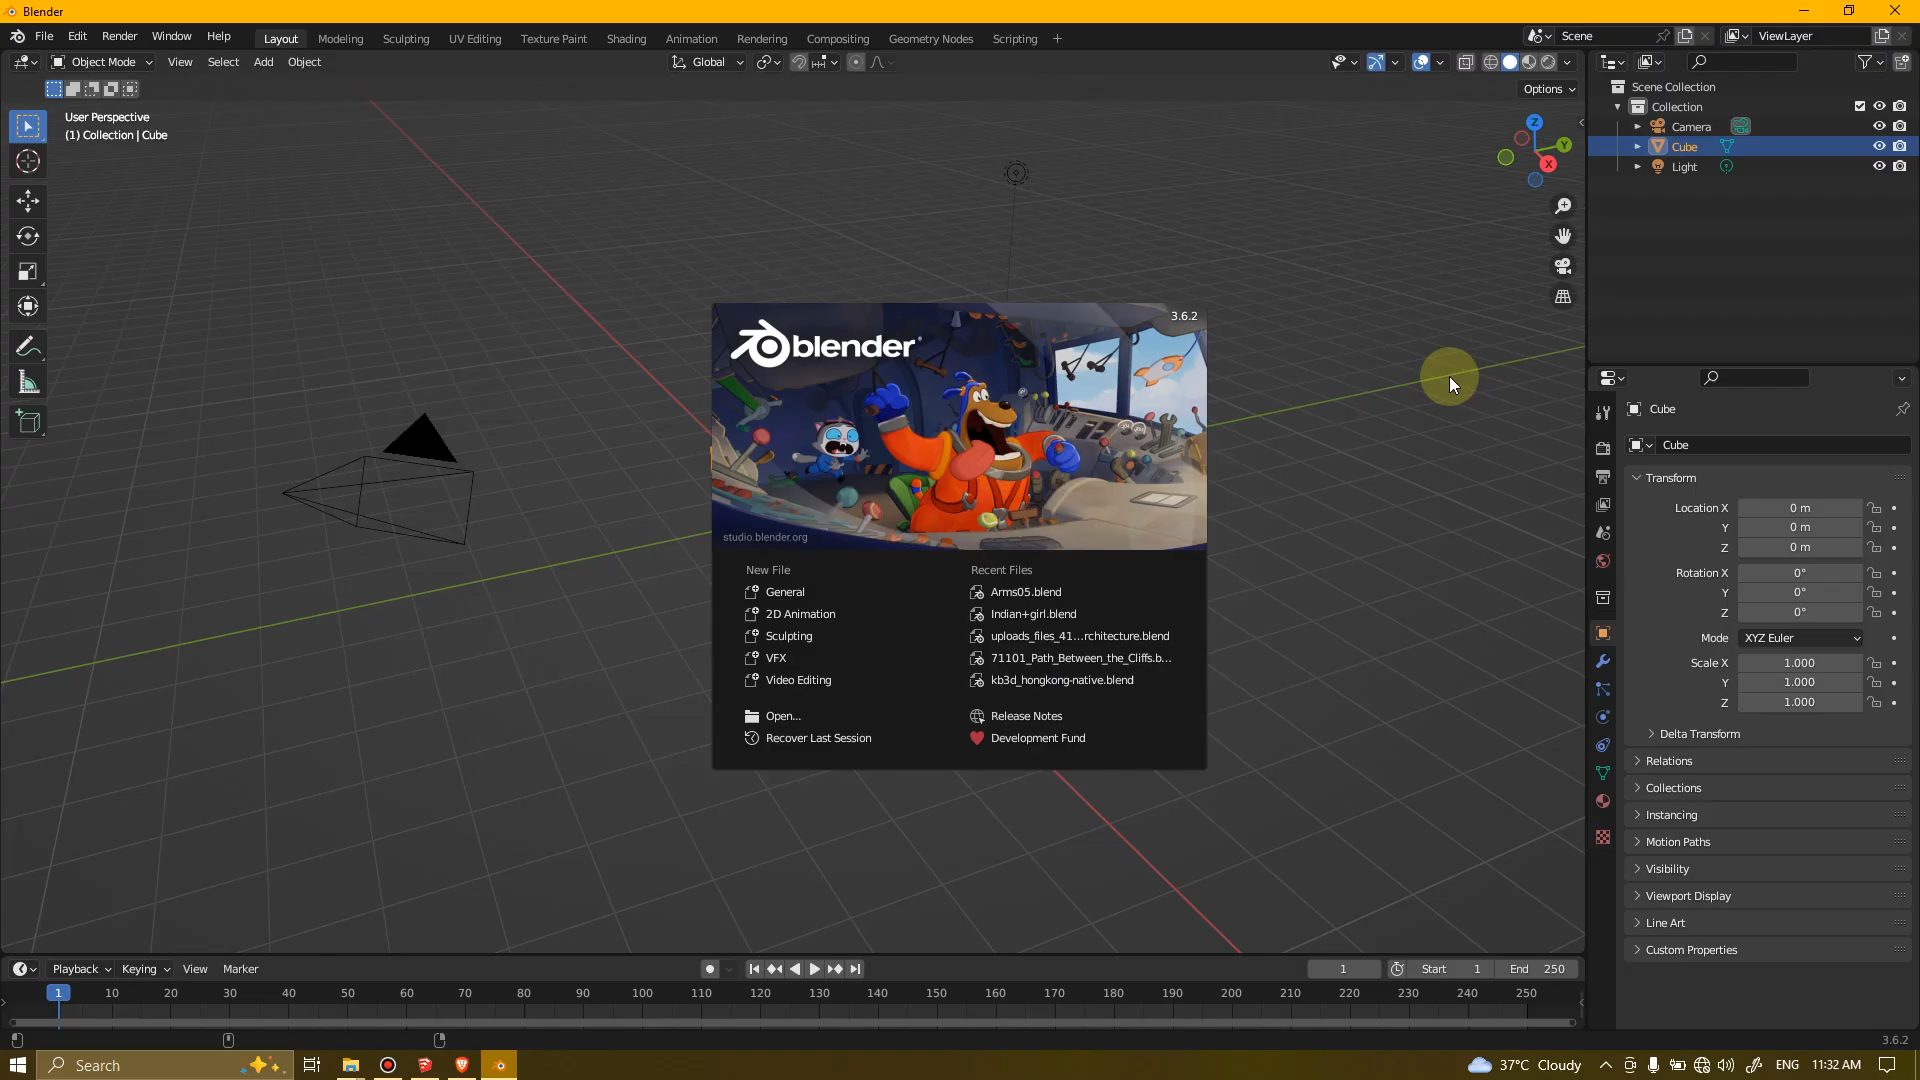 Blender
File Edit Render Window Help Layout Modeling Sculpting UV Editing Texture Paint Shading Animation Rendering Compositing Geometry Nodes Scripting + Scene ViewLayer
Object Mode View Select Add Object Global
Options
User Perspective
(1) Collection | Cube
Z
Y
X
Scene Collection
Collection
Camera
Cube
Light
3.6.2
blender
studio.blender.org
New File
General
2D Animation
Sculpting
VFX
Video Editing
Open...
Recover Last Session
Recent Files
Arms05.blend
Indian+girl.blend
uploads_files_41...rchitecture.blend
71101_Path_Between_the_Cliffs.b...
kb3d_hongkong-native.blend
Release Notes
Development Fund
Cube
Cube
Transform
Location X 0 m
Y 0 m
Z 0 m
Rotation X 0°
Y 0°
Z 0°
Mode XYZ Euler
Scale X 1.000
Y 1.000
Z 1.000
Delta Transform
Relations
Collections
Instancing
Motion Paths
Visibility
Viewport Display
Line Art
Custom Properties
Playback Keying View Marker 1 Start 1 End 250
1 10 20 30 40 50 60 70 80 90 100 110 120 130 140 150 160 170 180 190 200 210 220 230 240 250
3.6.2
Search 37°C Cloudy ENG 11:32 AM